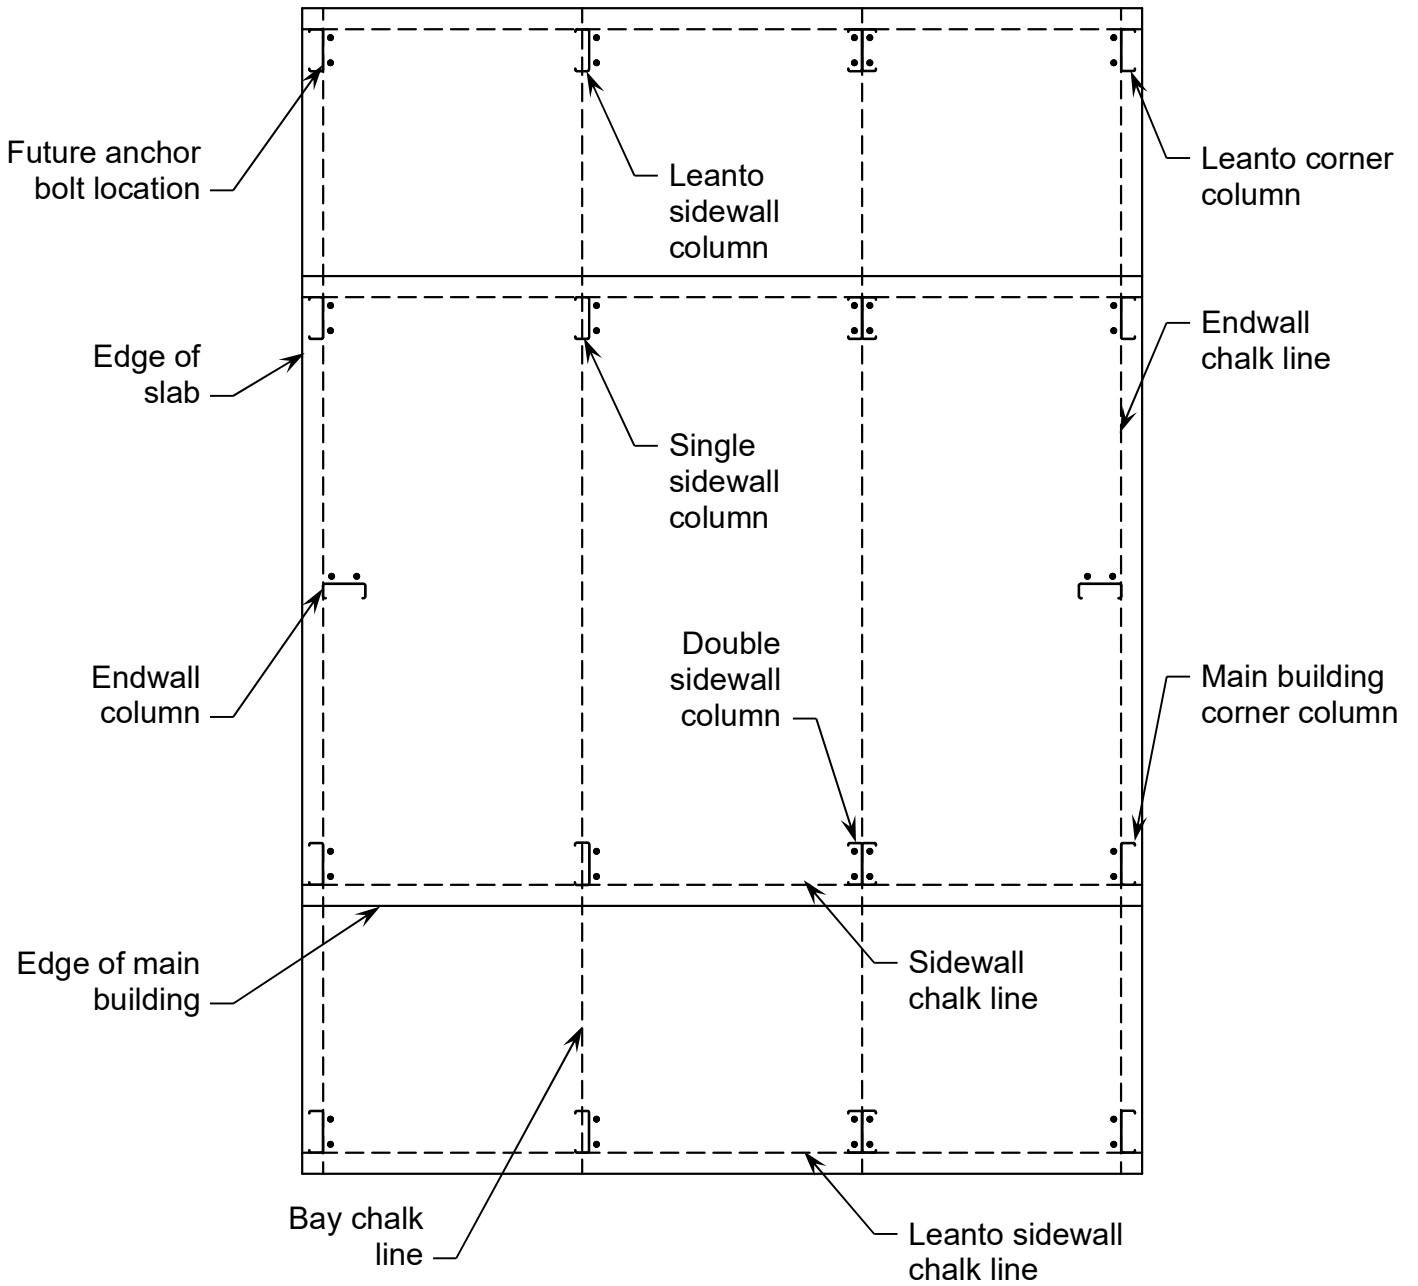 Future anchor
bolt location
Leanto
sidewall
column
Leanto corner
column
Edge of
slab
Endwall
chalk line
Single
sidewall
column
Endwall
column
Double
sidewall
column
Main building
corner column
Edge of main
building
Sidewall
chalk line
Bay chalk
line
Leanto sidewall
chalk line